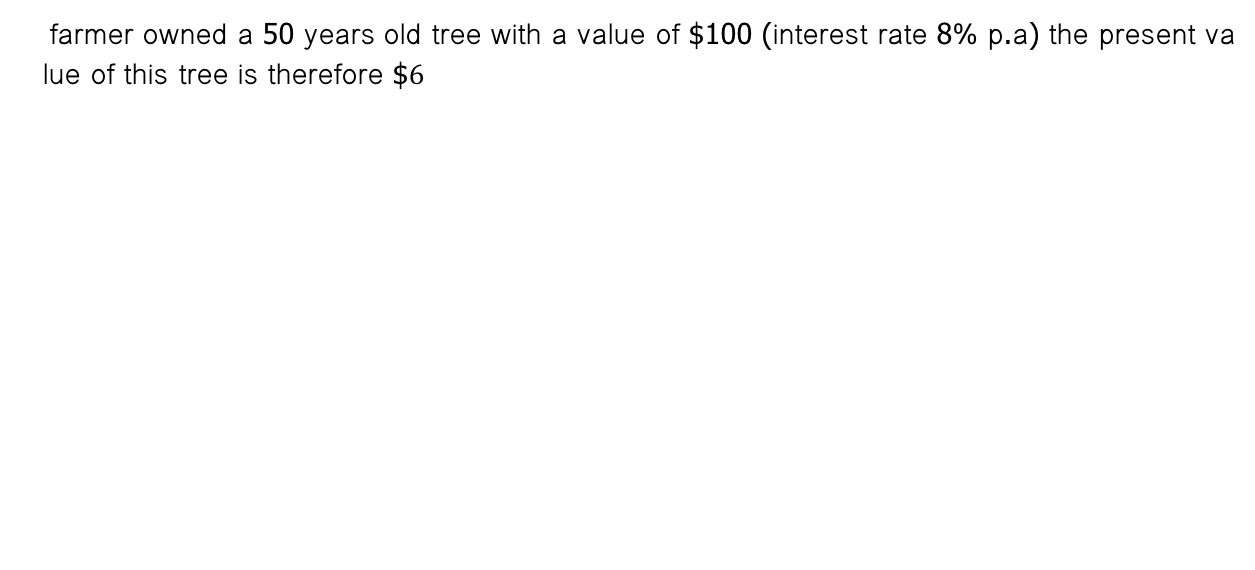 farmer owned a 50 years old tree with a value of $100 (interest rate 8% p.a) the present va
lue of this tree is therefore $6